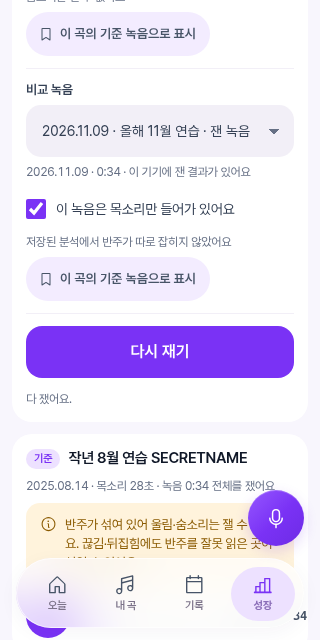 이 곡의 기준 녹음으로 표시
비교 녹음
2026.11.09 · 올해 11월 연습 · 잰 녹음
2026.11.09 · 0:34 · 이 기기에 잰 결과가 있어요
이 녹음은 목소리만 들어가 있어요
저장된 분석에서 반주가 따로 잡히지 않았어요
이 곡의 기준 녹음으로 표시
다시 재기
다 쟀어요.
기준 작년 8월 연습 SECRETNAME
2025.08.14 · 목소리 28초 · 녹음 0:34 전체를 쟀어요
반주가 섞여 있어 울림·숨소리는 잴 수
요. 끊김·뒤집힘에도 반주를 잘못 읽은 곳이
34
오늘 내 곡 기록 성장